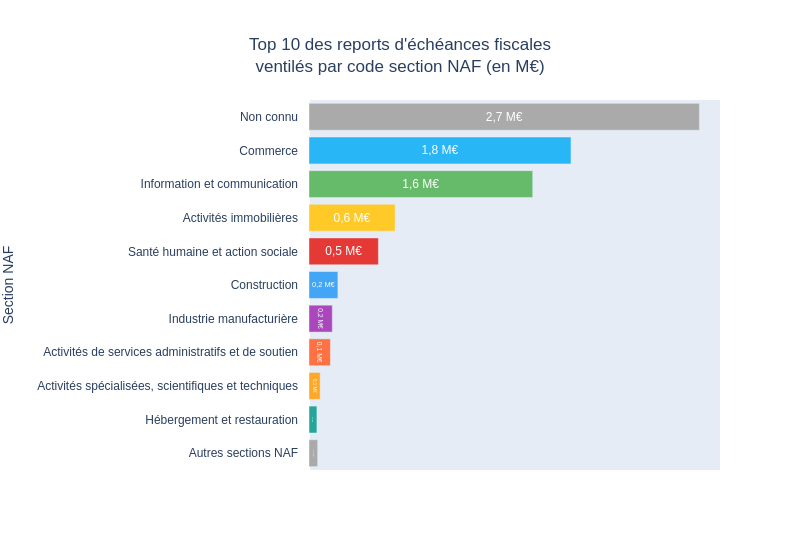 Top 10 des reports d'échéances fiscales
ventilés par code section NAF (en M€)
Section NAF
Non connu
2,7 M€
Commerce
1,8 M€
Information et communication
1,6 M€
Activités immobilières
0,6 M€
Santé humaine et action sociale
0,5 M€
Construction
0,2 M€
Industrie manufacturière
0,2 M€
Activités de services administratifs et de soutien
0,1 M€
Activités spécialisées, scientifiques et techniques
Hébergement et restauration
Autres sections NAF